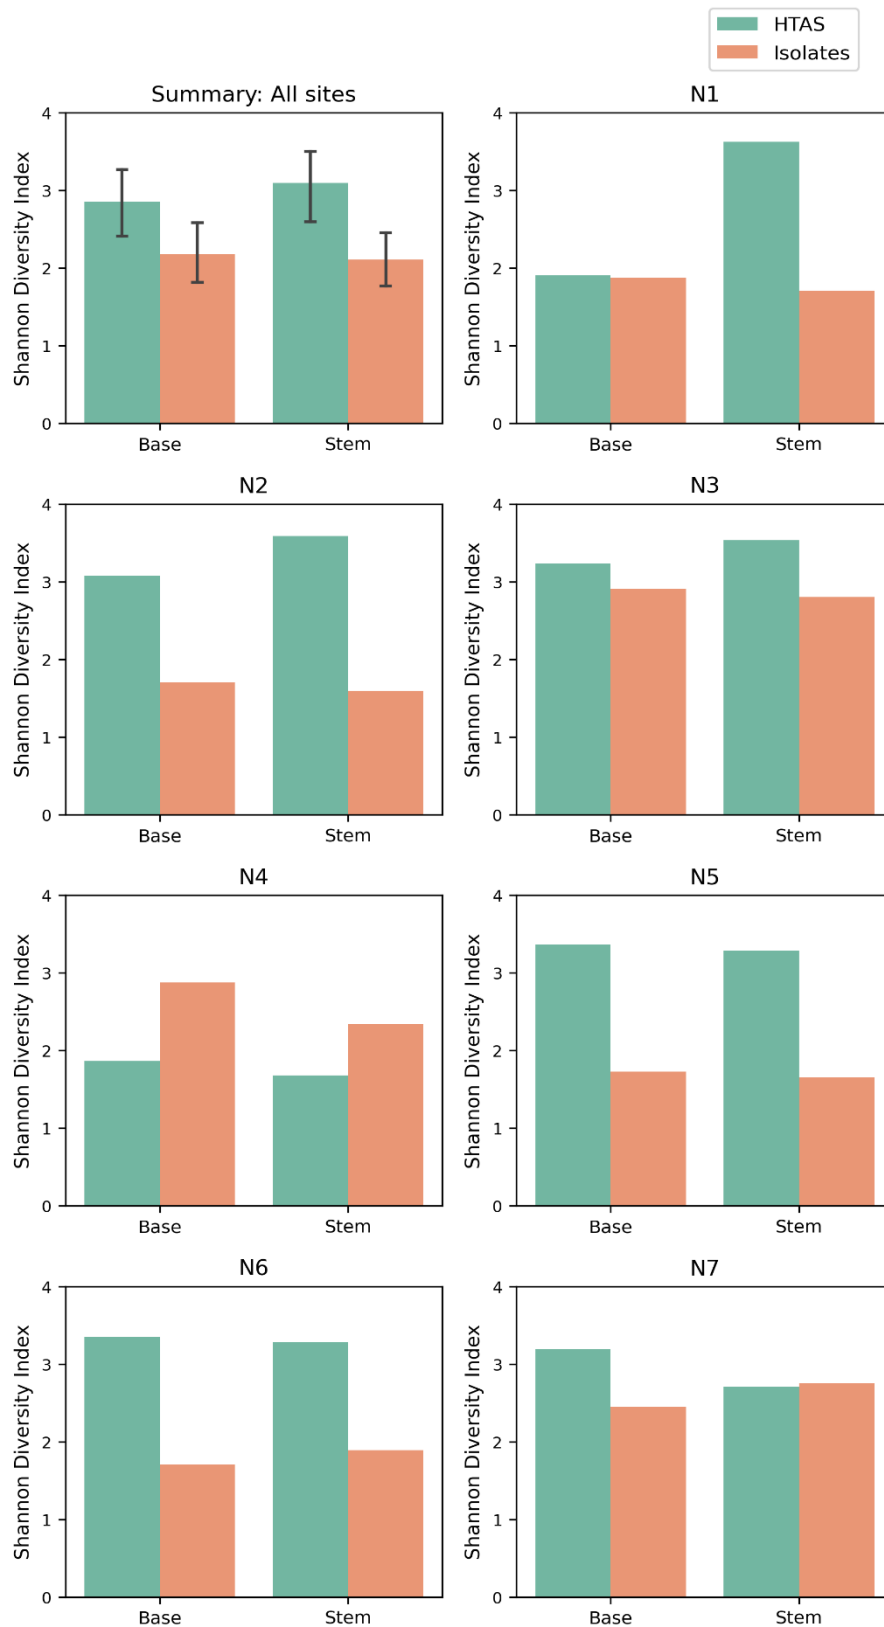 HTAS
Isolates
Summary: All sites
4
3
2
1
0
Shannon Diversity Index
Base
Stem
N1
4
3
2
1
0
Shannon Diversity Index
Base
Stem
N2
4
3
2
1
0
Shannon Diversity Index
Base
Stem
N3
4
3
2
1
0
Shannon Diversity Index
Base
Stem
N4
4
3
2
1
0
Shannon Diversity Index
Base
Stem
N5
4
3
2
1
0
Shannon Diversity Index
Base
Stem
N6
4
3
2
1
0
Shannon Diversity Index
Base
Stem
N7
4
3
2
1
0
Shannon Diversity Index
Base
Stem